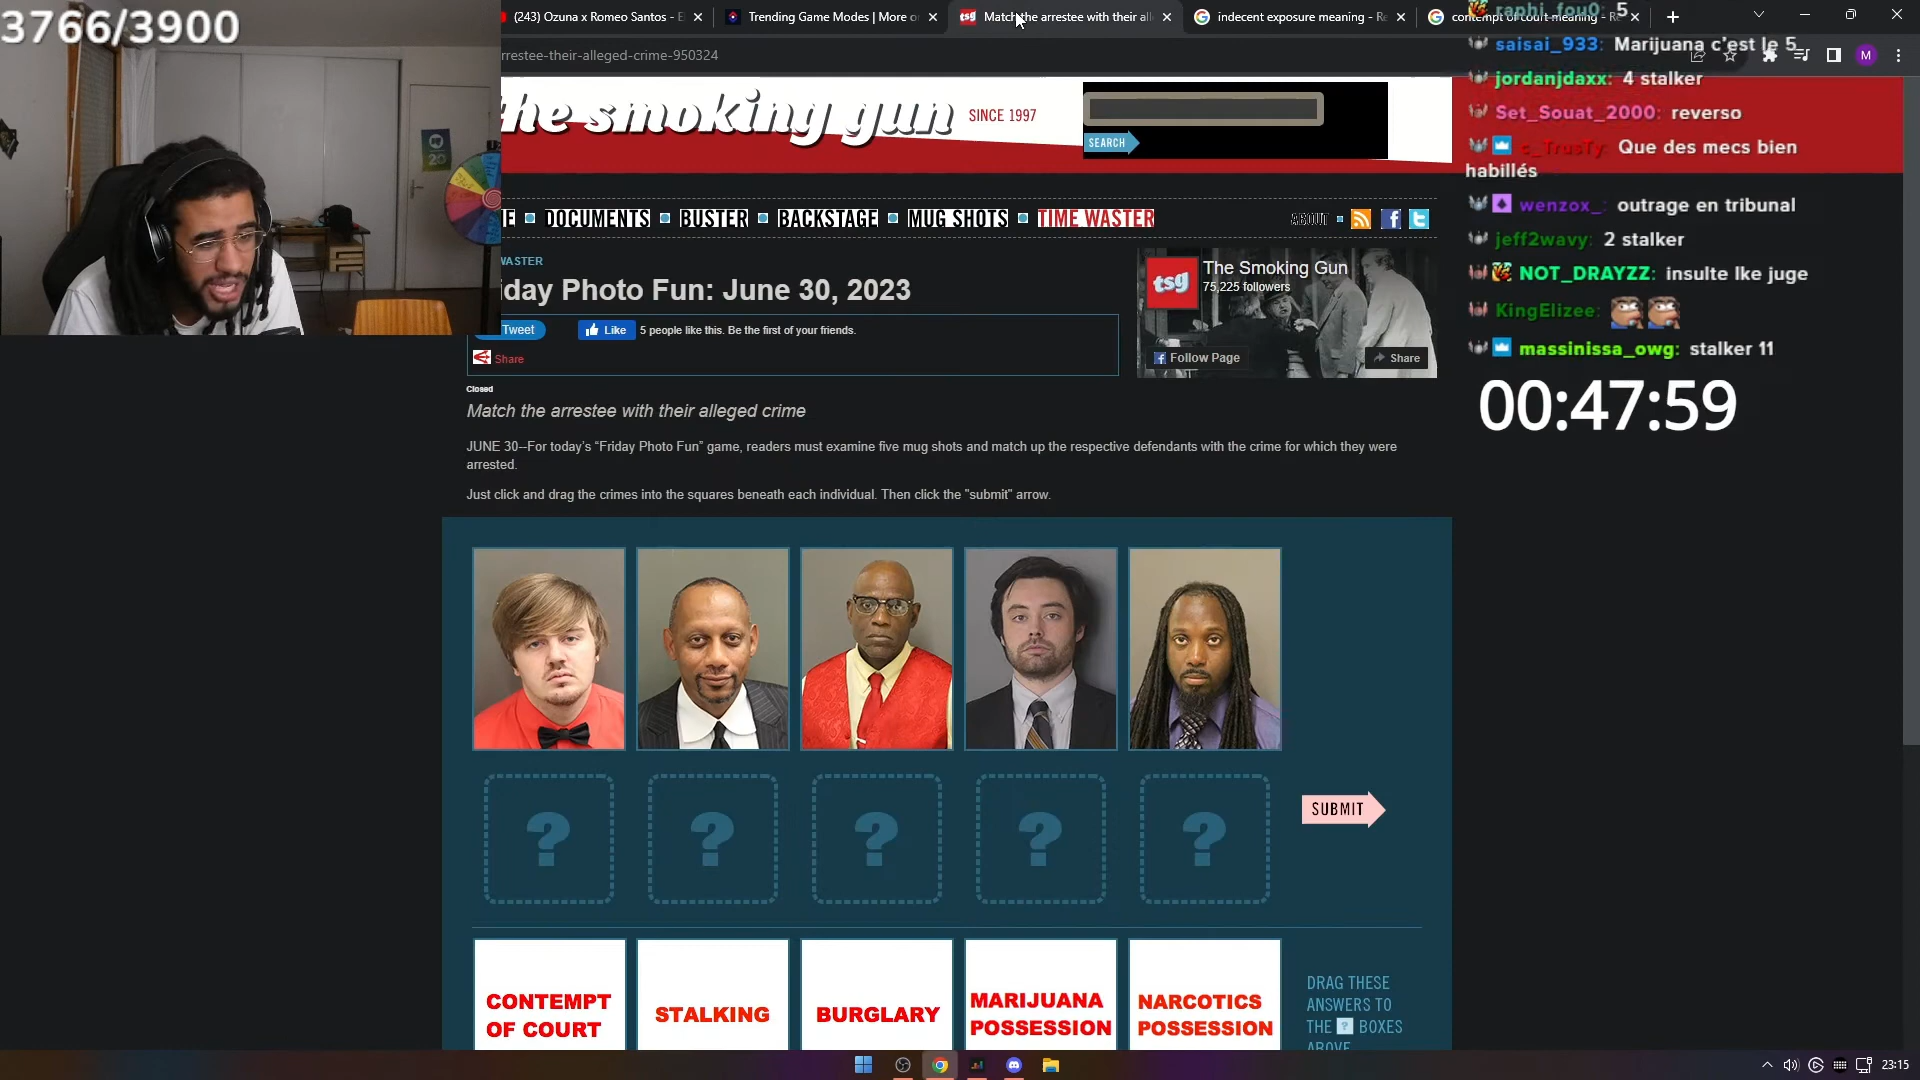 3766/3900
(243) Ozuna x Romeo Santos - E
Trending Game Modes | More o
Match the arrestee with their all
indecent exposure meaning - Re
contempt of court meaning - Re
rrestee-their-alleged-crime-950324
M
the smoking gun
SINCE 1997
SEARCH
E DOCUMENTS BUSTER BACKSTAGE MUG SHOTS TIME WASTER
ABOUT
WASTER
iday Photo Fun: June 30, 2023
Tweet
Like
5 people like this. Be the first of your friends.
Share
tsg
The Smoking Gun
75,225 followers
Follow Page
Share
Closed
Match the arrestee with their alleged crime
JUNE 30--For today's “Friday Photo Fun” game, readers must examine five mug shots and match up the respective defendants with the crime for which they were
arrested.
Just click and drag the crimes into the squares beneath each individual. Then click the "submit" arrow.
? ? ? ? ?
SUBMIT
CONTEMPT
OF COURT
STALKING
BURGLARY
MARIJUANA
POSSESSION
NARCOTICS
POSSESSION
DRAG THESE
ANSWERS TO
THE ? BOXES
ABOVE
raphi_fou0: 5
saisai_933: Marijuana c'est le 5
jordanjdaxx: 4 stalker
Set_Souat_2000: reverso
c_TrusTy: Que des mecs bien
habillés
wenzox_: outrage en tribunal
jeff2wavy: 2 stalker
NOT_DRAYZZ: insulte lke juge
KingElizee:
massinissa_owg: stalker 11
00:47:59
20
23:15